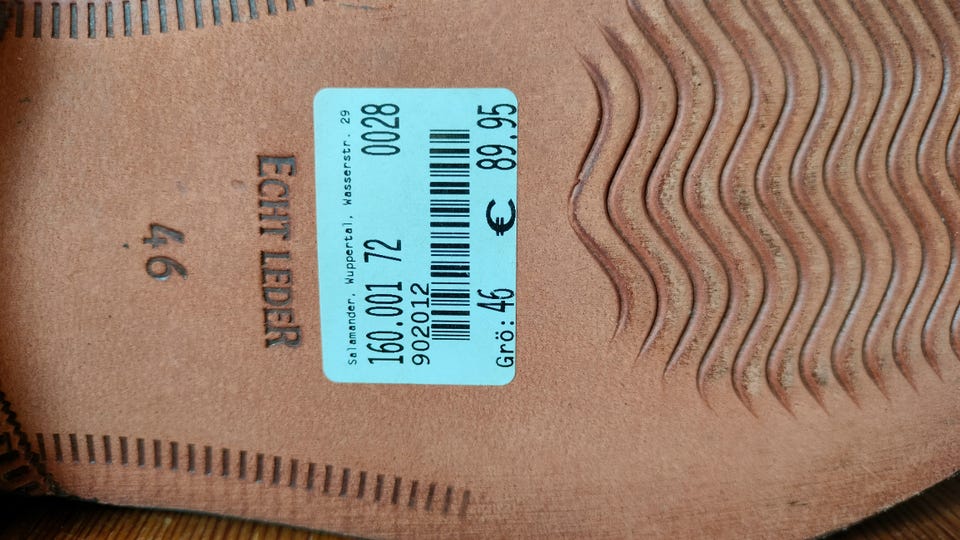 Salamander, Wuppertal, Wasserstr. 29
160.001 72 0028
902012
Grö: 46 € 89.95
ECHT LEDER
46